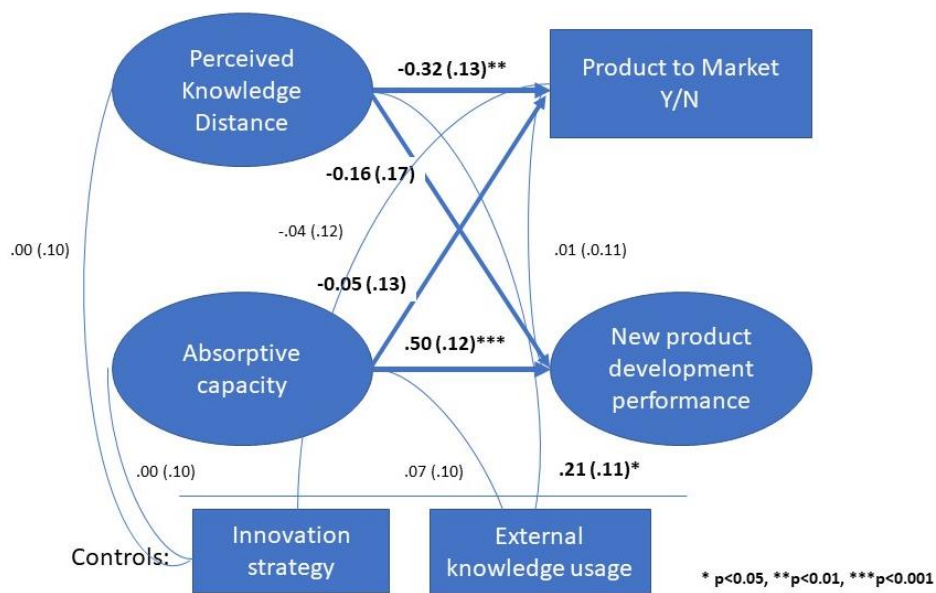 Perceived
Knowledge
Distance
-0.32 (.13)**
Product to Market
Y/N
-0.16 (.17)
-.04 (.12)
.00 (.10)
.01 (.0.11)
-0.05 (.13)
Absorptive
capacity
.50 (.12)***
New product
development
performance
.00 (.10)
.07 (.10)
.21 (.11)*
Controls:
Innovation
strategy
External
knowledge usage
* p<0.05, **p<0.01, ***p<0.001